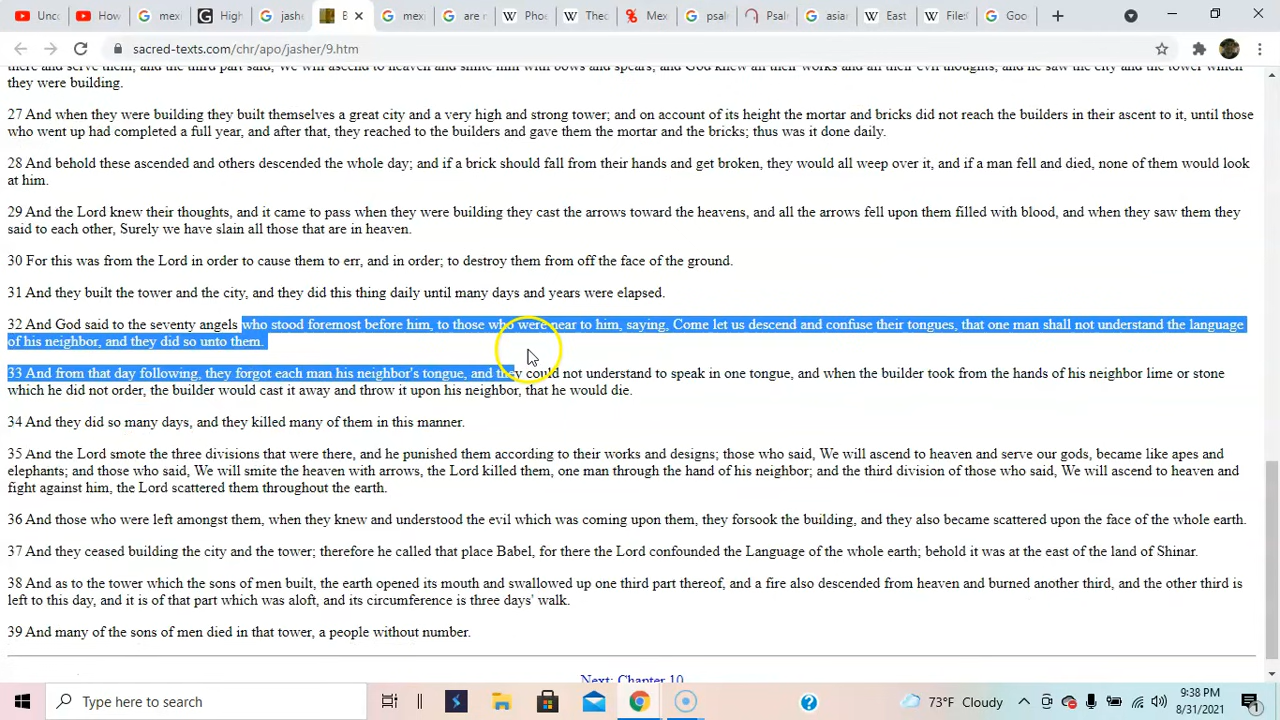 Unc
How
mexi
High
jashe
B
mexi
are n
Pho
Thec
Mex
psal
Psal
asiar
East
Files
Goo
sacred-texts.com/chr/apo/jasher/9.htm
there and serve them; and the third part said, We will ascend to heaven and smite him with bows and spears; and God knew all their works and all their evil thoughts, and he saw the city and the tower which
they were building.
27 And when they were building they built themselves a great city and a very high and strong tower; and on account of its height the mortar and bricks did not reach the builders in their ascent to it, until those
who went up had completed a full year, and after that, they reached to the builders and gave them the mortar and the bricks; thus was it done daily.
28 And behold these ascended and others descended the whole day; and if a brick should fall from their hands and get broken, they would all weep over it, and if a man fell and died, none of them would look
at him.
29 And the Lord knew their thoughts, and it came to pass when they were building they cast the arrows toward the heavens, and all the arrows fell upon them filled with blood, and when they saw them they
said to each other, Surely we have slain all those that are in heaven.
30 For this was from the Lord in order to cause them to err, and in order; to destroy them from off the face of the ground.
31 And they built the tower and the city, and they did this thing daily until many days and years were elapsed.
32 And God said to the seventy angels who stood foremost before him, to those who were near to him, saying, Come let us descend and confuse their tongues, that one man shall not understand the language
of his neighbor, and they did so unto them.
33 And from that day following, they forgot each man his neighbor's tongue, and they could not understand to speak in one tongue, and when the builder took from the hands of his neighbor lime or stone
which he did not order, the builder would cast it away and throw it upon his neighbor, that he would die.
34 And they did so many days, and they killed many of them in this manner.
35 And the Lord smote the three divisions that were there, and he punished them according to their works and designs; those who said, We will ascend to heaven and serve our gods, became like apes and
elephants; and those who said, We will smite the heaven with arrows, the Lord killed them, one man through the hand of his neighbor; and the third division of those who said, We will ascend to heaven and
fight against him, the Lord scattered them throughout the earth.
36 And those who were left amongst them, when they knew and understood the evil which was coming upon them, they forsook the building, and they also became scattered upon the face of the whole earth.
37 And they ceased building the city and the tower; therefore he called that place Babel, for there the Lord confounded the Language of the whole earth; behold it was at the east of the land of Shinar.
38 And as to the tower which the sons of men built, the earth opened its mouth and swallowed up one third part thereof, and a fire also descended from heaven and burned another third, and the other third is
left to this day, and it is of that part which was aloft, and its circumference is three days' walk.
39 And many of the sons of men died in that tower, a people without number.
Next: Chapter 10
Type here to search
73°F Cloudy
9:38 PM
8/31/2021